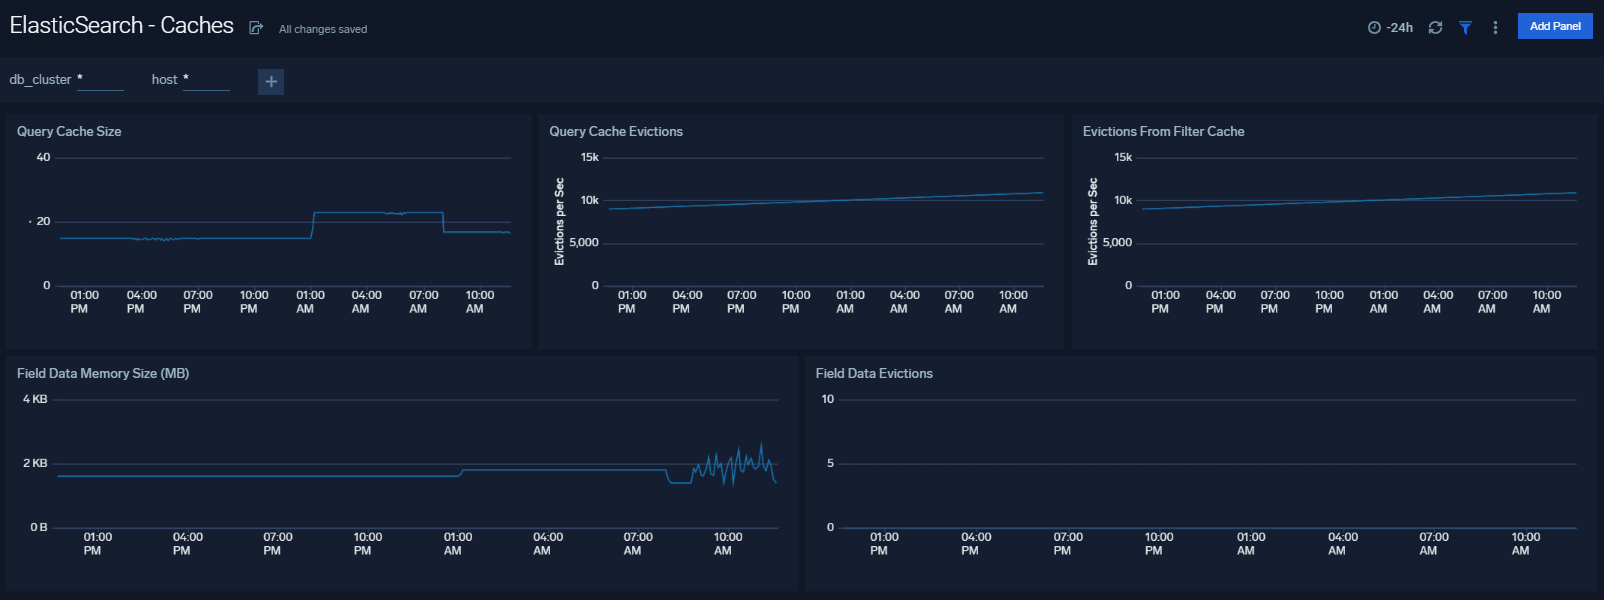 ElasticSearch - Caches
All changes saved
-24h
Add Panel
db_cluster *
host *
+
Query Cache Size
40
20
0
01:00 PM
04:00 PM
07:00 PM
10:00 PM
01:00 AM
04:00 AM
07:00 AM
10:00 AM
Query Cache Evictions
Evictions per Sec
15k
10k
5,000
0
01:00 PM
04:00 PM
07:00 PM
10:00 PM
01:00 AM
04:00 AM
07:00 AM
10:00 AM
Evictions From Filter Cache
Evictions per Sec
15k
10k
5,000
0
01:00 PM
04:00 PM
07:00 PM
10:00 PM
01:00 AM
04:00 AM
07:00 AM
10:00 AM
Field Data Memory Size (MB)
4 KB
2 KB
0 B
01:00 PM
04:00 PM
07:00 PM
10:00 PM
01:00 AM
04:00 AM
07:00 AM
10:00 AM
Field Data Evictions
10
5
0
01:00 PM
04:00 PM
07:00 PM
10:00 PM
01:00 AM
04:00 AM
07:00 AM
10:00 AM